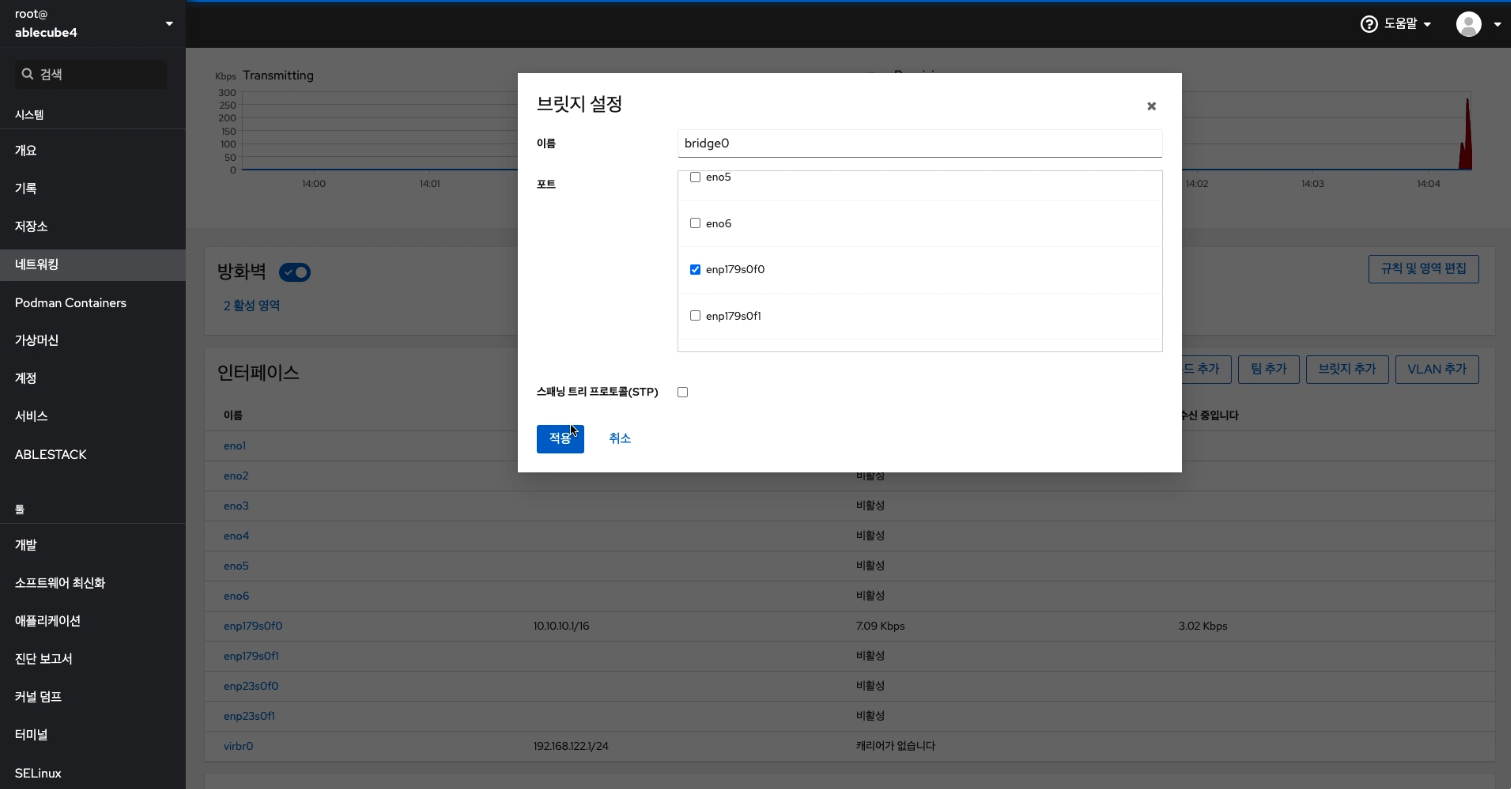 root@
ablecube4
도움말
검색
시스템
개요
기록
저장소
네트워킹
Podman Containers
가상머신
계정
서비스
ABLESTACK
툴
개발
소프트웨어 최신화
애플리케이션
진단 보고서
커널 덤프
터미널
SELinux
Kbps Transmitting
300
250
200
150
100
50
0
14:00
14:01
14:02
14:03
14:04
방화벽
규칙 및 영역 편집
2 활성 영역
인터페이스
드 추가
팀 추가
브릿지 추가
VLAN 추가
이름
수신 중입니다
eno1
eno2 비활성
eno3 비활성
eno4 비활성
eno5 비활성
eno6 비활성
enp179s0f0 10.10.10.1/16 7.09 Kbps 3.02 Kbps
enp179s0f1 비활성
enp23s0f0 비활성
enp23s0f1 비활성
virbr0 192.168.122.1/24 캐리어가 없습니다
브릿지 설정
이름 bridge0
포트
eno5
eno6
enp179s0f0
enp179s0f1
스패닝 트리 프로토콜(STP)
적용 취소